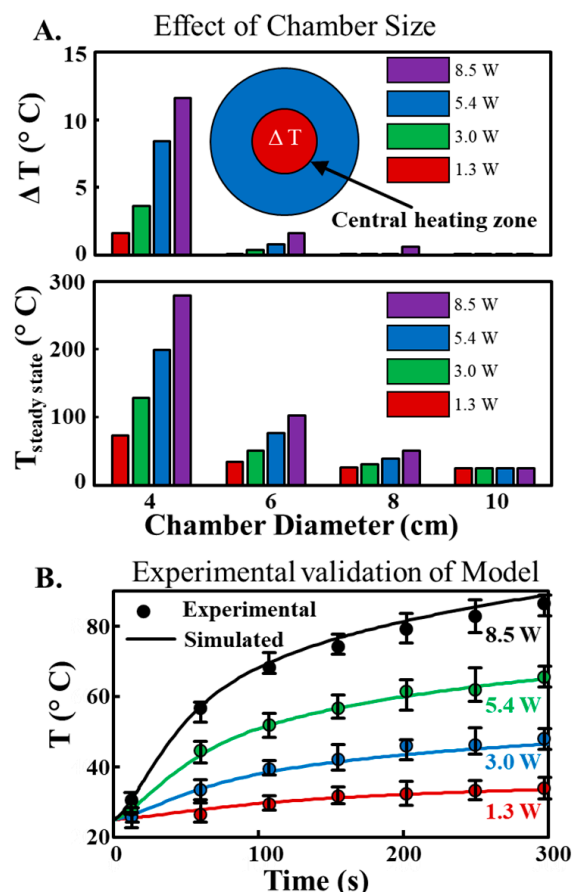 A.
Effect of Chamber Size
15
10
5
0
Δ T (° C)
Δ T
Central heating zone
8.5 W
5.4 W
3.0 W
1.3 W
300
200
100
0
T steady state (° C)
8.5 W
5.4 W
3.0 W
1.3 W
4 6 8 10
Chamber Diameter (cm)
B.
Experimental validation of Model
Experimental
Simulated
80
60
40
20
T (° C)
8.5 W
5.4 W
3.0 W
1.3 W
0 100 200 300
Time (s)